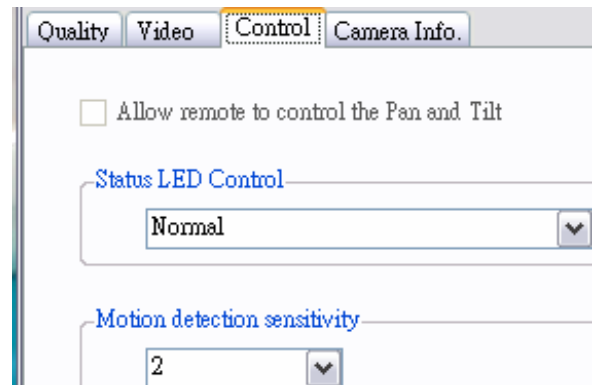 Quality Video Control Camera Info.
Allow remote to control the Pan and Tilt
Status LED Control
Normal
Motion detection sensitivity
2